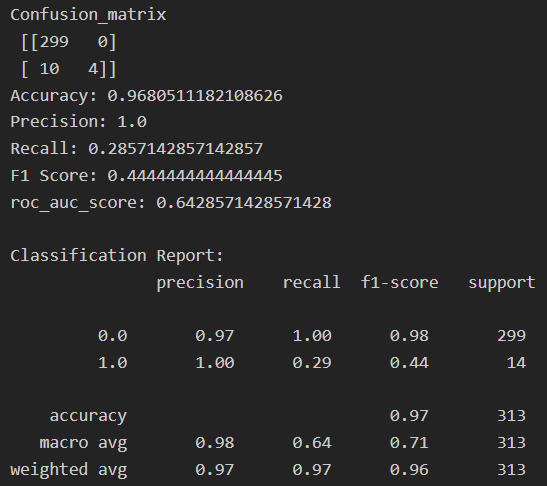 Confusion_matrix
[[299   0]
[ 10   4]]
Accuracy: 0.9680511182108626
Precision: 1.0
Recall: 0.2857142857142857
F1 Score: 0.4444444444444445
roc_auc_score: 0.6428571428571428
Classification Report:
precision    recall  f1-score   support
0.0       0.97      1.00      0.98       299
1.0       1.00      0.29      0.44        14
accuracy                           0.97       313
macro avg       0.98      0.64      0.71       313
weighted avg       0.97      0.97      0.96       313